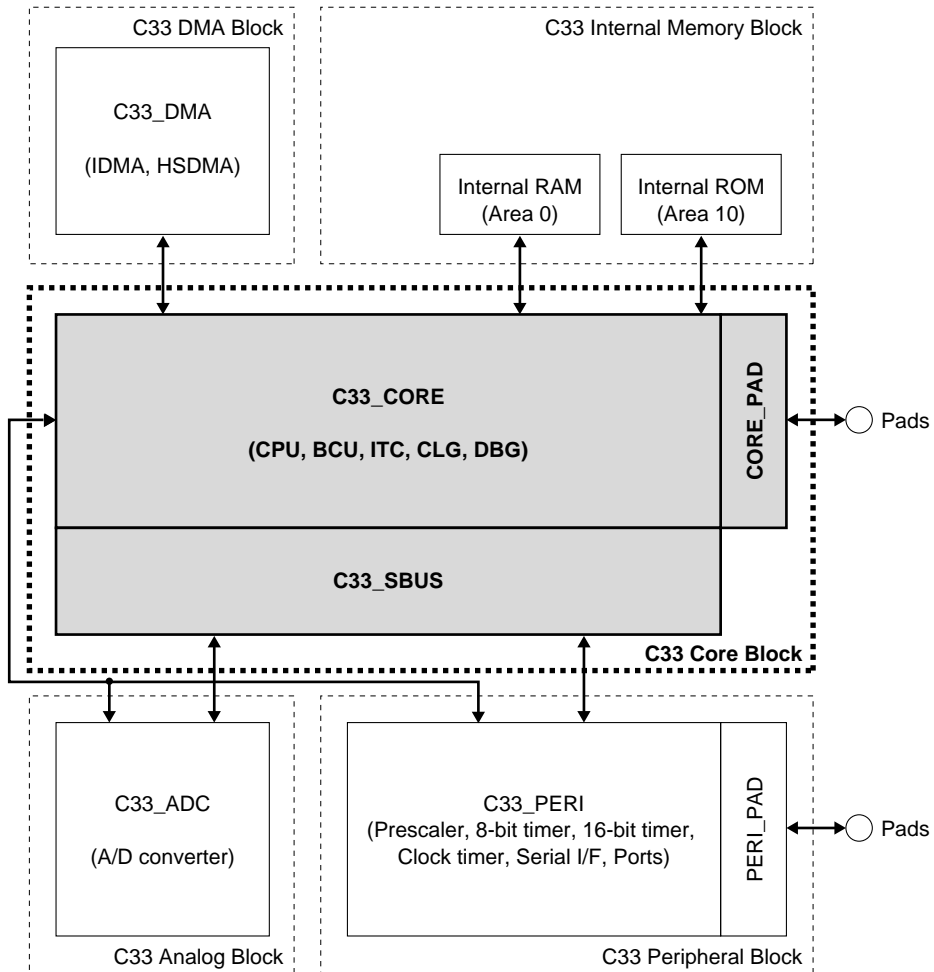 C33 DMA Block
C33 Internal Memory Block
C33_DMA
(IDMA, HSDMA)
Internal RAM
(Area 0)
Internal ROM
(Area 10)
C33_CORE
(CPU, BCU, ITC, CLG, DBG)
CORE_PAD
Pads
C33_SBUS
C33 Core Block
C33_ADC
(A/D converter)
C33_PERI
(Prescaler, 8-bit timer, 16-bit timer,
Clock timer, Serial I/F, Ports)
PERI_PAD
Pads
C33 Analog Block
C33 Peripheral Block